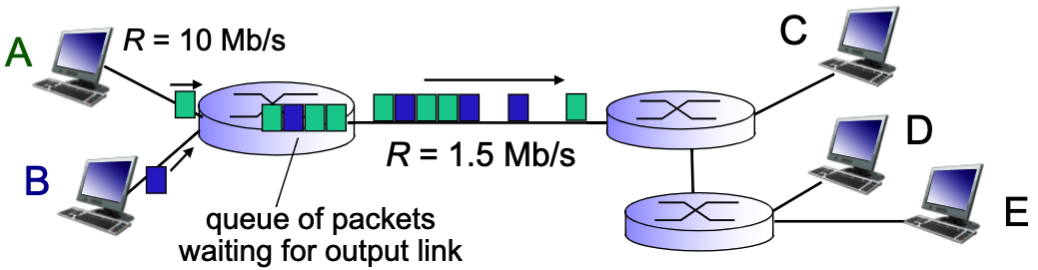 A
R = 10 Mb/s
C
B
R = 1.5 Mb/s
D
E
queue of packets
waiting for output link